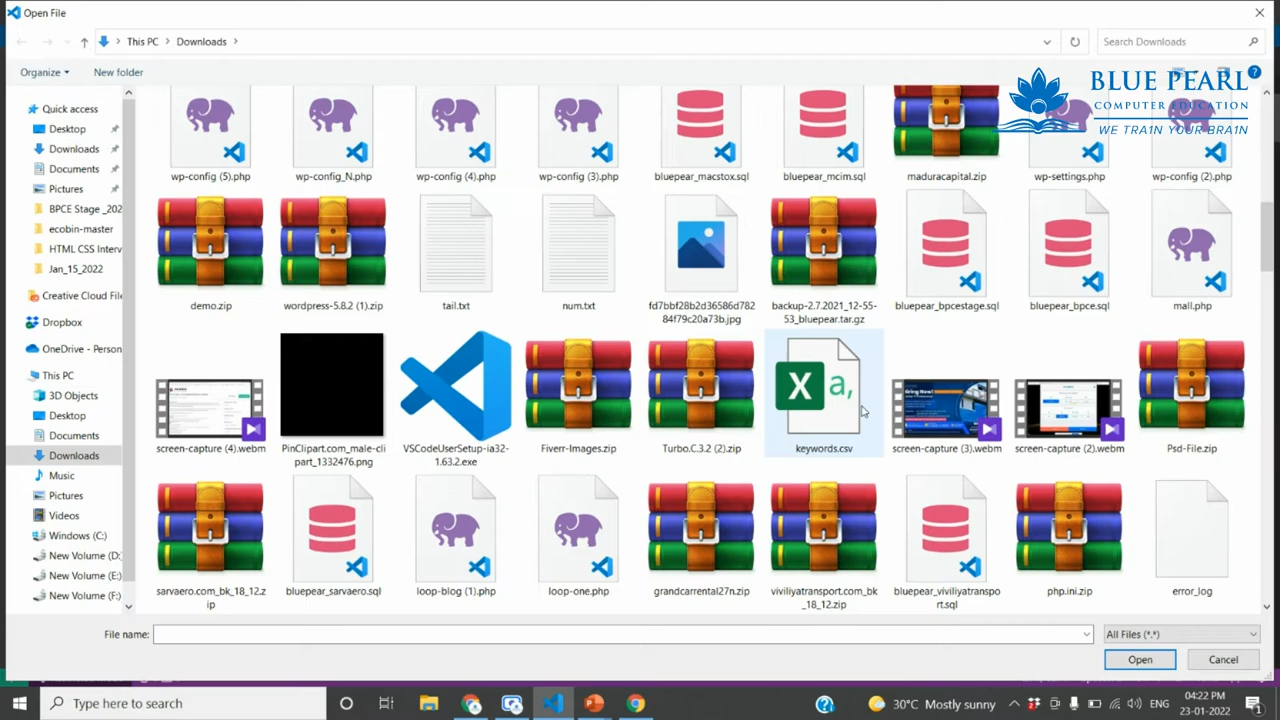 Open File
This PC > Downloads >
Search Downloads
Organize
New folder
BLUE PEARL
COMPUTER EDUCATION
WE TRAIN YOUR BRAIN
Quick access
Desktop
Downloads
Documents
Pictures
BPCE Stage _202
ecobin-master
HTML CSS Interv
Jan_15_2022
Creative Cloud File
Dropbox
OneDrive - Person
This PC
3D Objects
Desktop
Documents
Downloads
Music
Pictures
Videos
Windows (C:)
New Volume (D:
New Volume (E:)
New Volume (F:)
wp-config (5).php
wp-config_N.php
wp-config (4).php
wp-config (3).php
bluepear_macstox.sql
bluepear_mcim.sql
maduracapital.zip
wp-settings.php
wp-config (2).php
demo.zip
wordpress-5.8.2 (1).zip
tail.txt
num.txt
fd7bbf28b2d36586d782
84f79c20a73b.jpg
backup-2.7.2021_12-55-
53_bluepear.tar.gz
bluepear_bpcestage.sql
bluepear_bpce.sql
mall.php
screen-capture (4).webm
PinClipart.com_male-cli
part_1332476.png
VSCodeUserSetup-ia32-
1.63.2.exe
Fiverr-Images.zip
Turbo.C.3.2 (2).zip
X a,
keywords.csv
screen-capture (3).webm
screen-capture (2).webm
Psd-File.zip
sarvaero.com_bk_18_12.z
ip
bluepear_sarvaero.sql
loop-blog (1).php
loop-one.php
grandcarrental27n.zip
viviliyatransport.com_bk
_18_12.zip
bluepear_viviliyatranspo
rt.sql
php.ini.zip
error_log
File name:
All Files (*.*)
Open
Cancel
Type here to search
30°C Mostly sunny
ENG
04:22 PM
23-01-2022
1